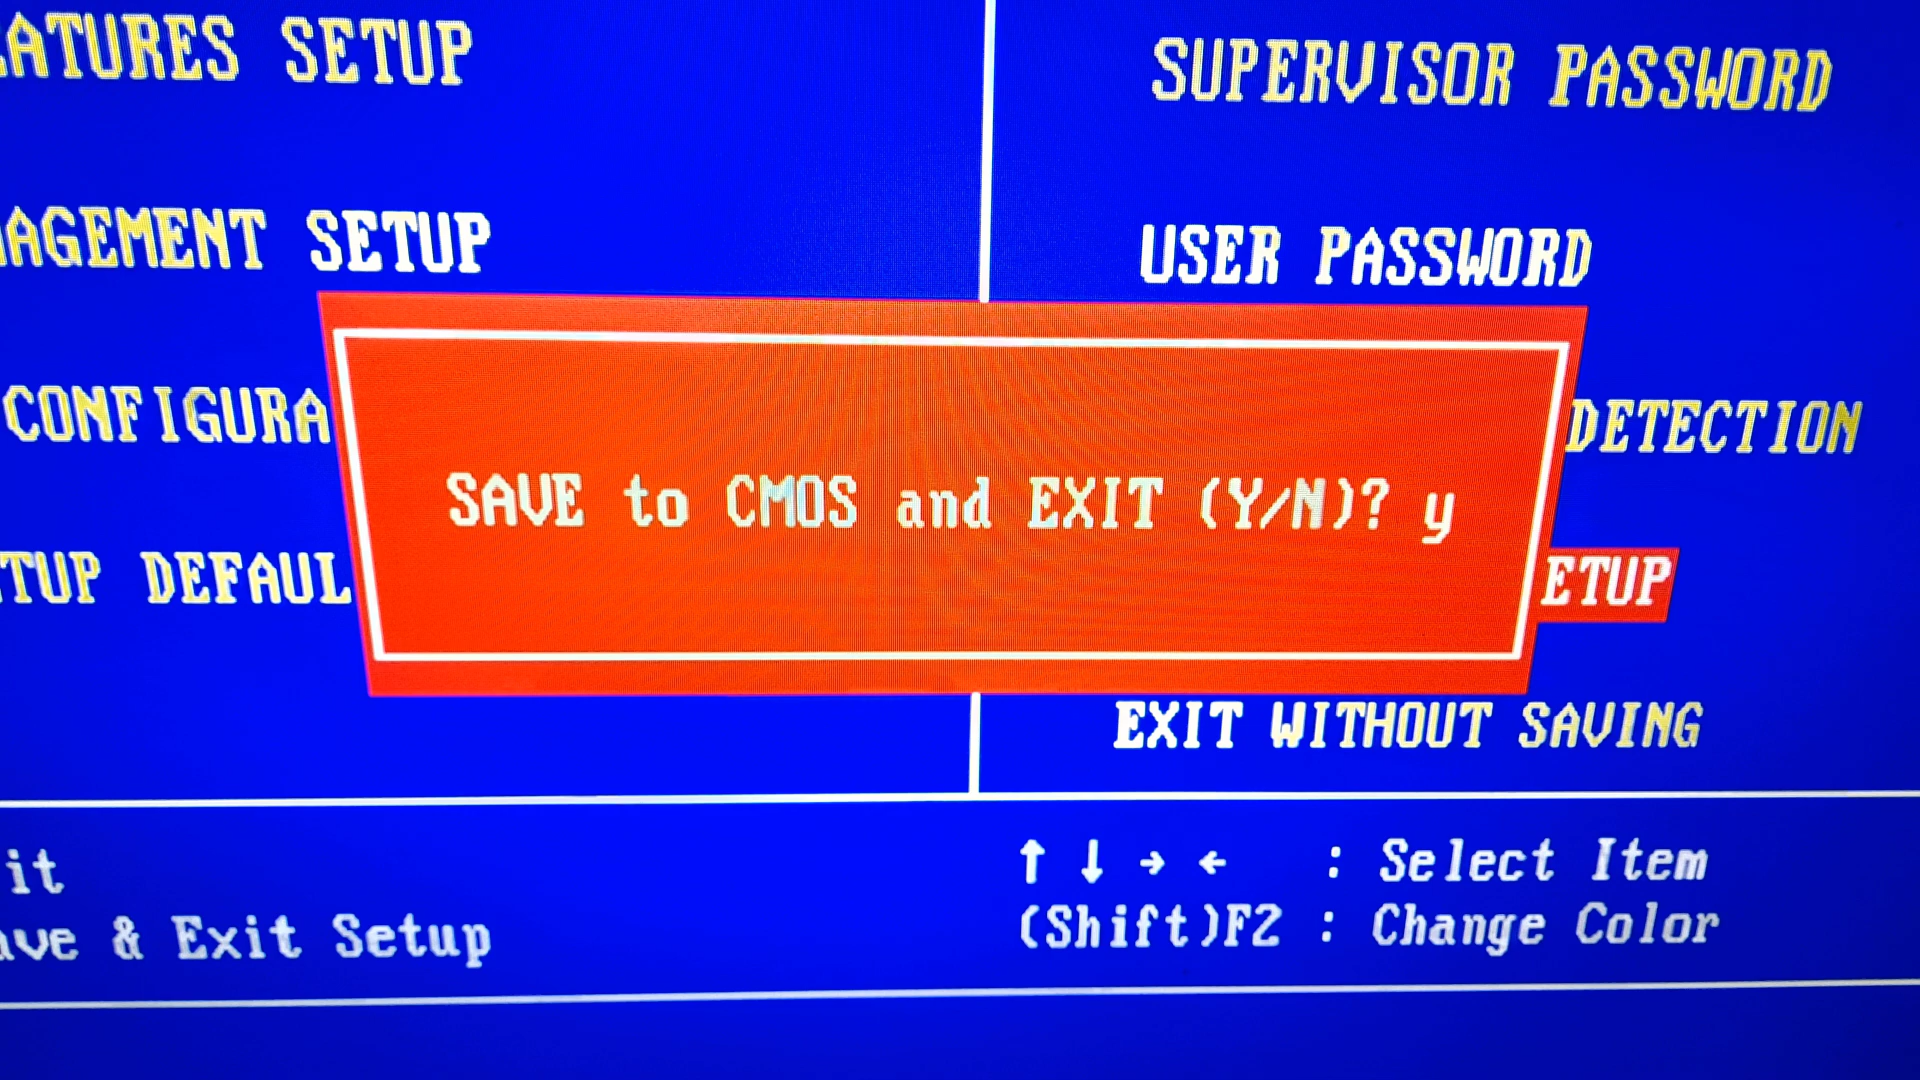 ATURES SETUP
SUPERVISOR PASSWORD
AGEMENT SETUP
USER PASSWORD
CONFIGURA
DETECTION
SAVE to CMOS and EXIT (Y/N)? y
TUP DEFAUL
ETUP
EXIT WITHOUT SAVING
it
↑ ↓ → ← : Select Item
ave & Exit Setup
(Shift)F2 : Change Color